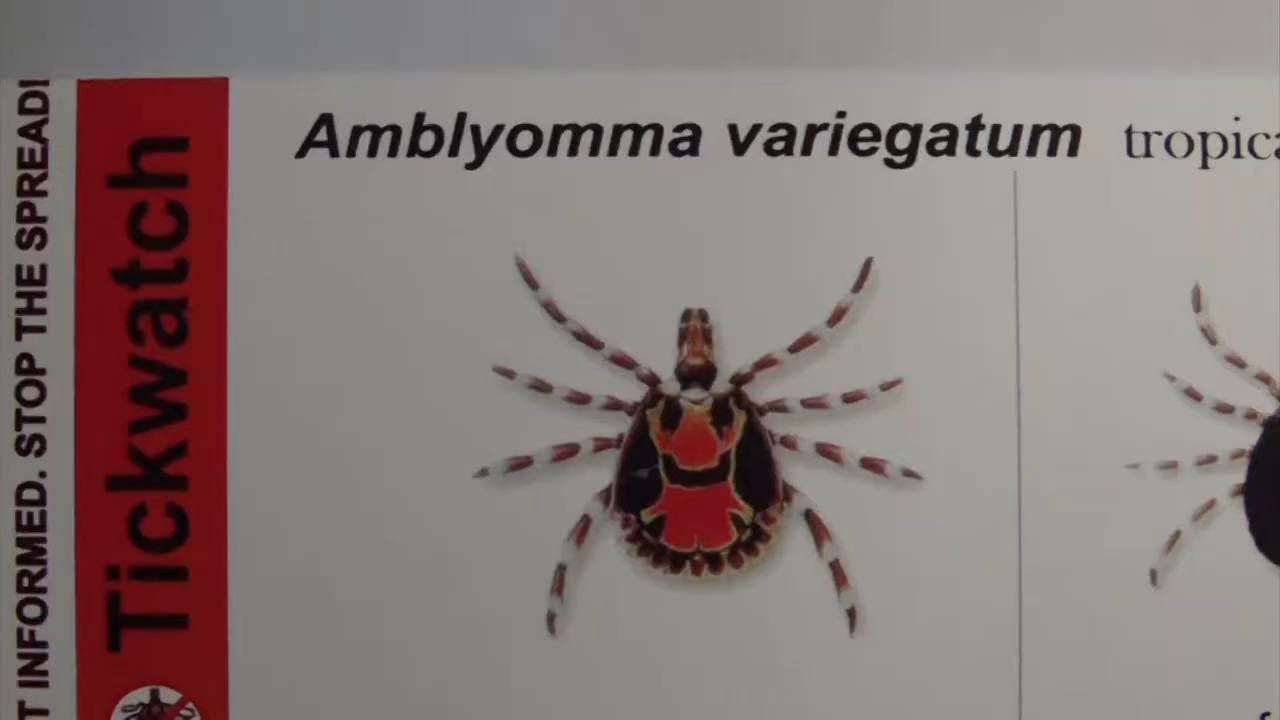 T INFORMED. STOP THE SPREAD!
Tickwatch
Amblyomma variegatum tropica